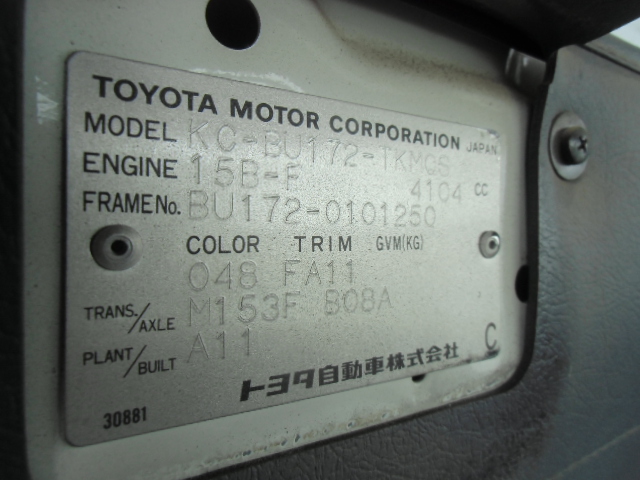 TOYOTA MOTOR CORPORATION JAPAN
MODEL KC-BU172-TKMQS
ENGINE 15B-F 4104 CC
FRAME No. BU172-0101250
COLOR TRIM GVM(KG)
048 FA11
TRANS./AXLE M153F B08A
PLANT/BUILT A11
C
トヨタ自動車株式会社
30881